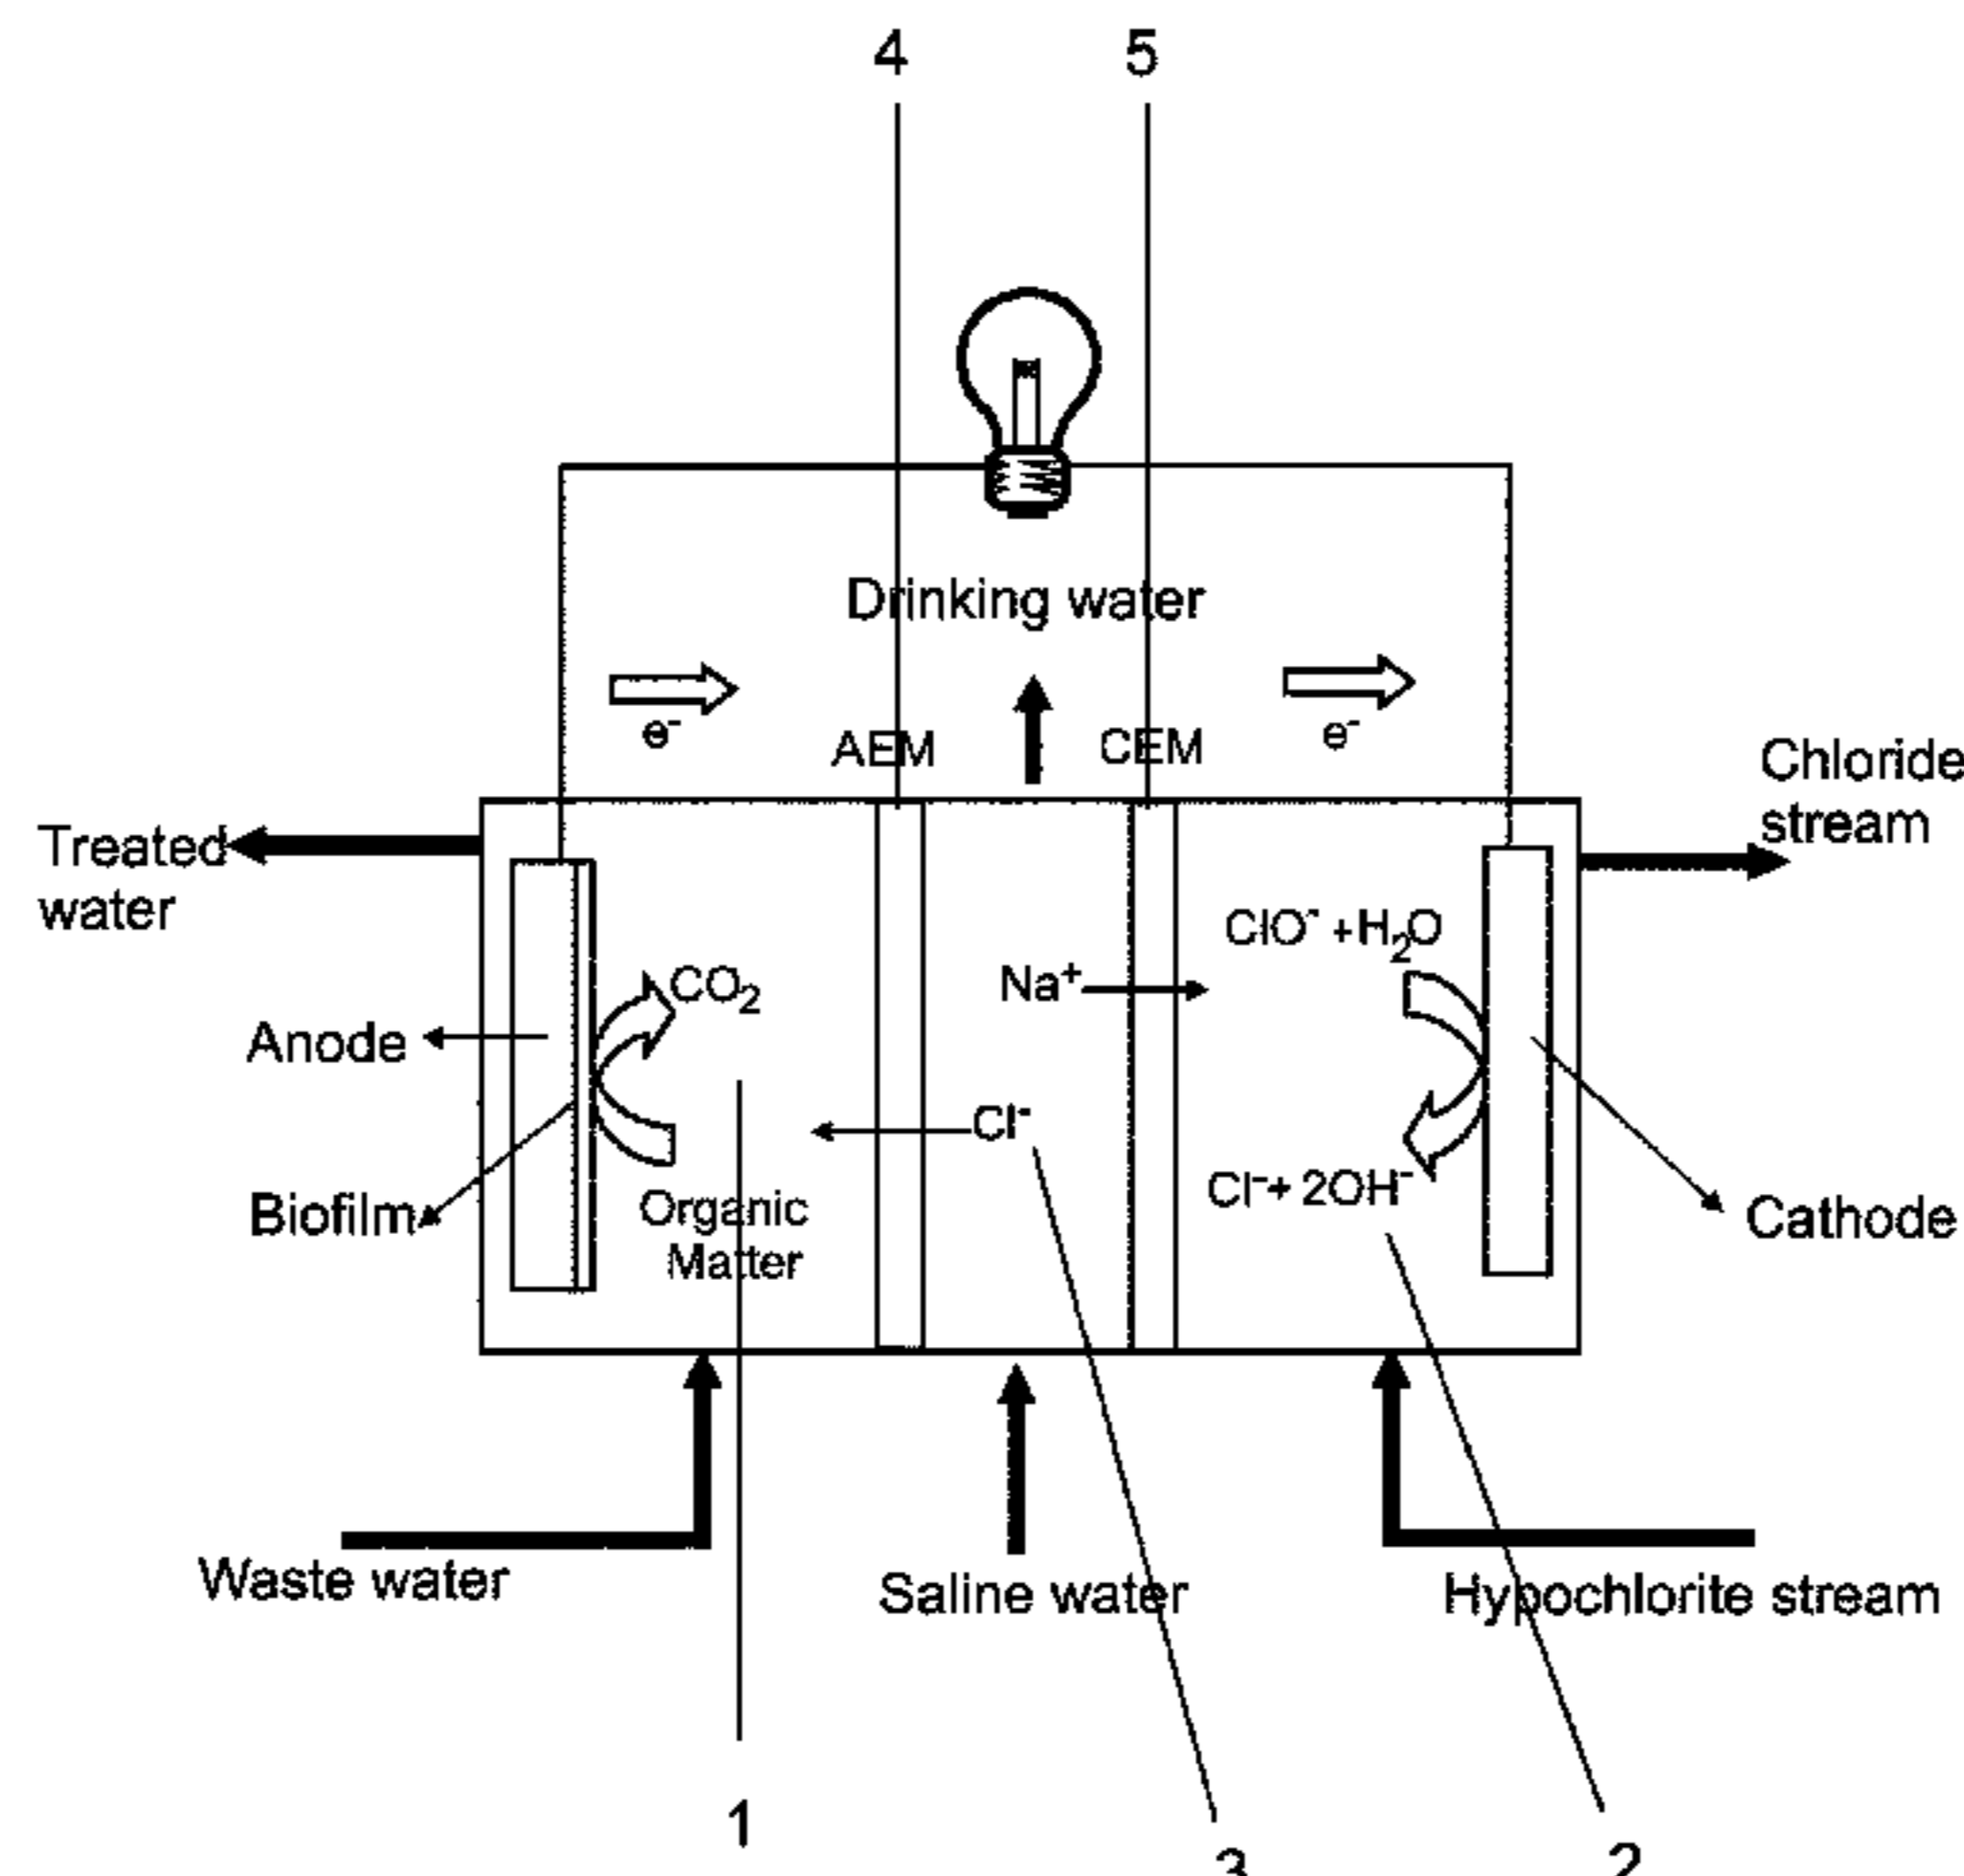 4
5
Drinking water
e⁻
e⁻
AEM
CEM
Chloride
stream
Treated
water
ClO⁻ +H₂O
CO₂
Na⁺
Anode
Cl⁻
Cl⁻+ 2OH⁻
Biofilm
Organic
Matter
Cathode
Waste water
Saline water
Hypochlorite stream
1
3
2